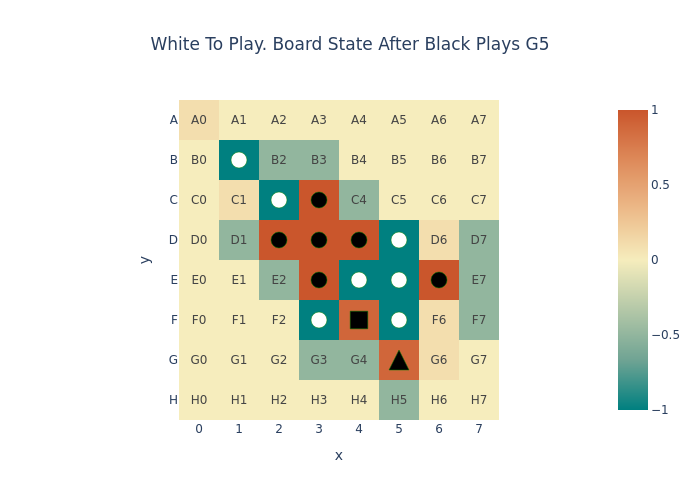 White To Play. Board State After Black Plays G5
A A0 A1 A2 A3 A4 A5 A6 A7
B B0 B2 B3 B4 B5 B6 B7
C C0 C1 C4 C5 C6 C7
D D0 D1 D6 D7
E E0 E1 E2 E7
F F0 F1 F2 F6 F7
G G0 G1 G2 G3 G4 G6 G7
H H0 H1 H2 H3 H4 H5 H6 H7
0 1 2 3 4 5 6 7
x
y
1
0.5
0
−0.5
−1